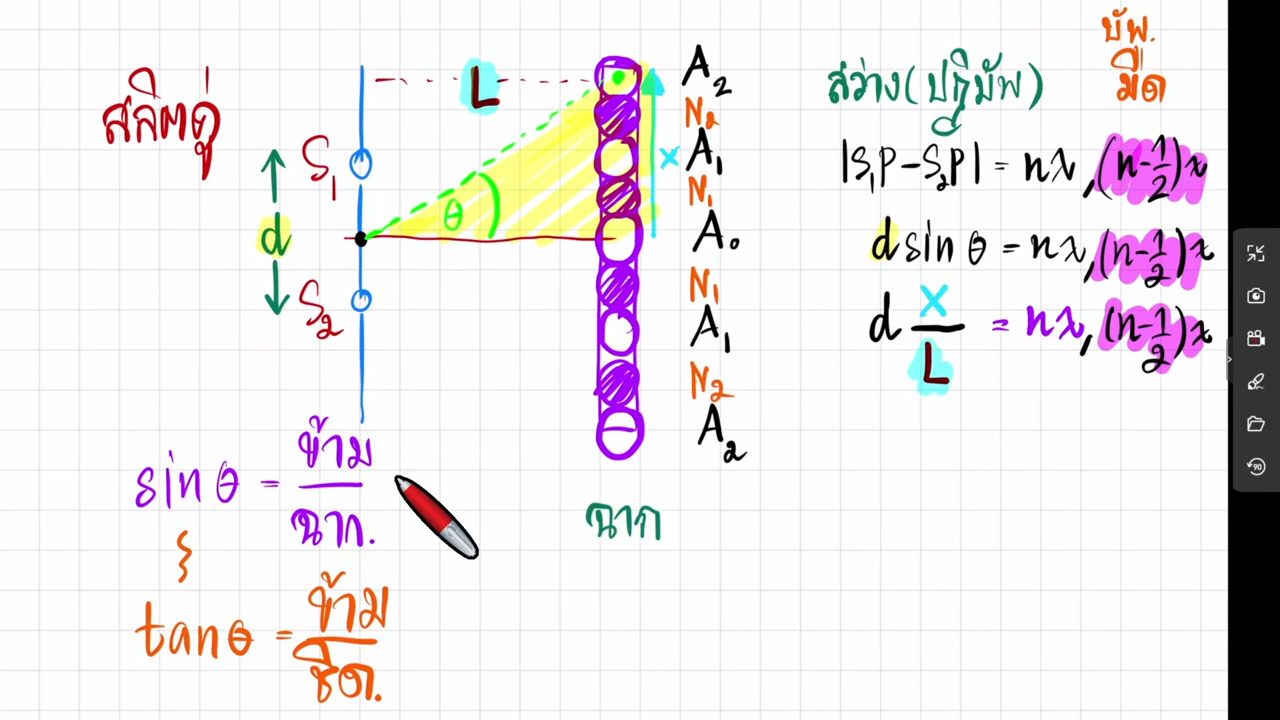 สลิตคู่
S₁
d
S₂
L
θ
x
A₂
N₂
A₁
N₁
A₀
N₁
A₁
N₂
A₂
ฉาก
sin θ = ข้าม/ฉาก.
tan θ = ข้าม/ชิด.
บัพ.
สว่าง(ปฏิบัพ) มืด
|S₁P - S₂P| = nλ, (n-1/2)λ
d sin θ = nλ, (n-1/2)λ
d x/L = nλ, (n-1/2)λ
90